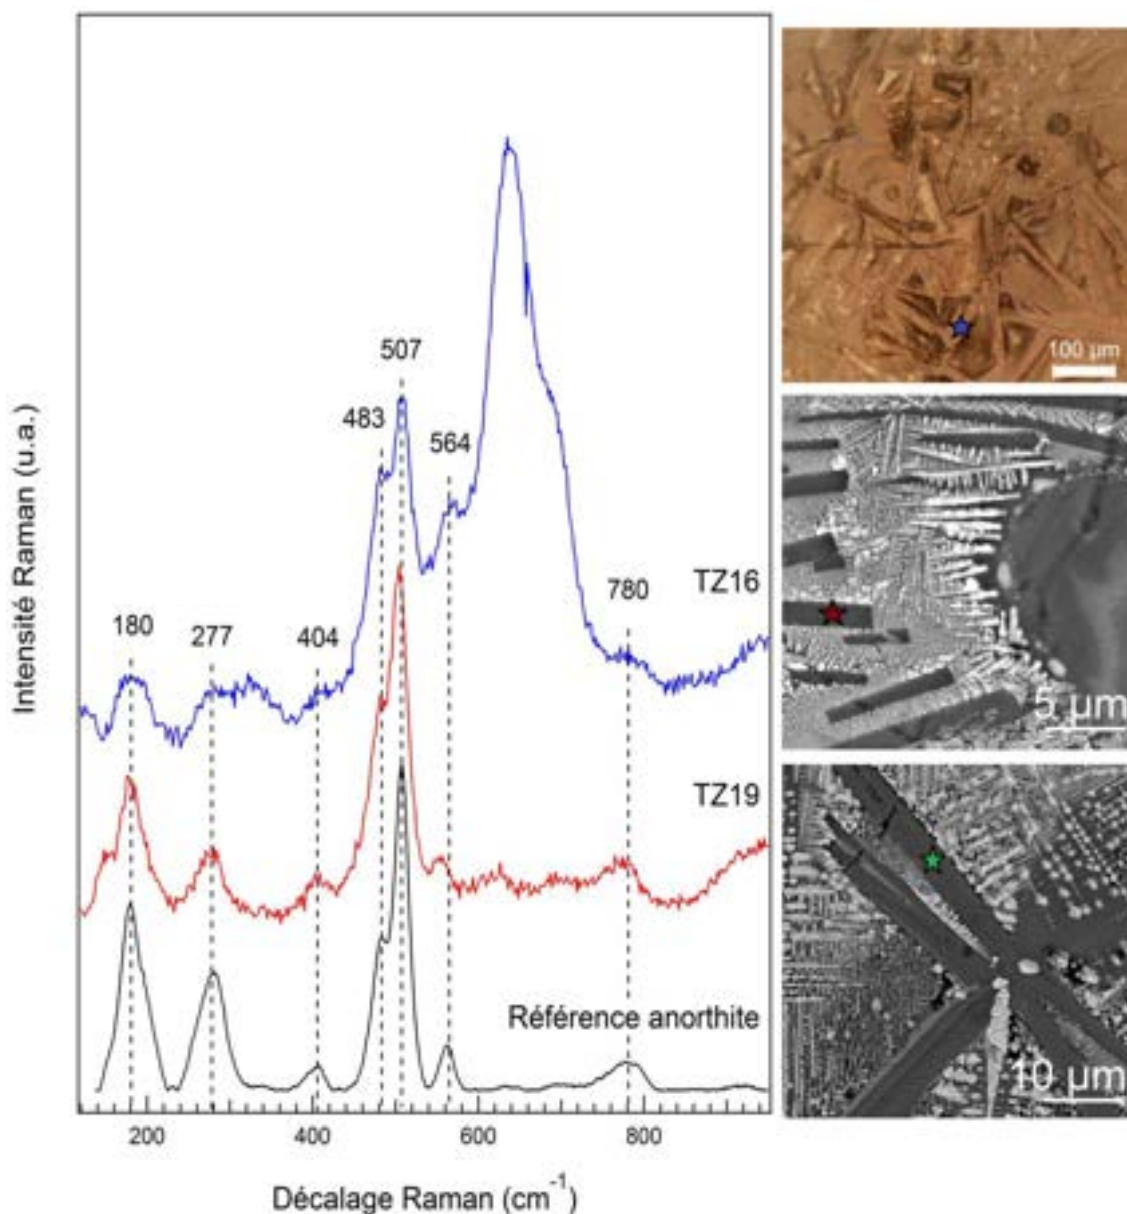 Intensité Raman (u.a.)
180
277
404
483
507
564
780
TZ16
TZ19
Référence anorthite
200
400
600
800
Décalage Raman (cm-1)
100 µm
5 µm
10 µm